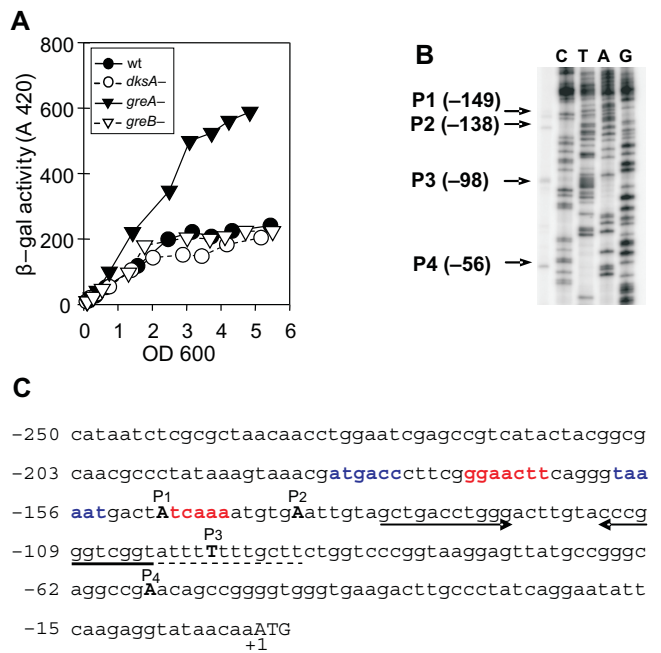 A
wt
dksA–
greA–
greB–
β–gal activity (A 420)
800
600
400
200
0
0 1 2 3 4 5 6
OD 600
B
C T A G
P1 (–149)
P2 (–138)
P3 (–98)
P4 (–56)
C
–250 cataatctcgcgctaacaacctggaatcgagccgtcatactacggcg
–203 caacgccctataaagtaaacgatgacccttcgggaacttcagggtaa
P1 P2
–156 aatgactAtcaaaatgtgAattgtagctgacctgggacttgtacccg
P3
–109 ggtcggtatttTttgcttctggtcccggtaaggagttatgccgggc
P4
–62 aggccgAacagccggggtgggtgaagacttgccctatcaggaatatt
–15 caagaggtataacaaATG
+1